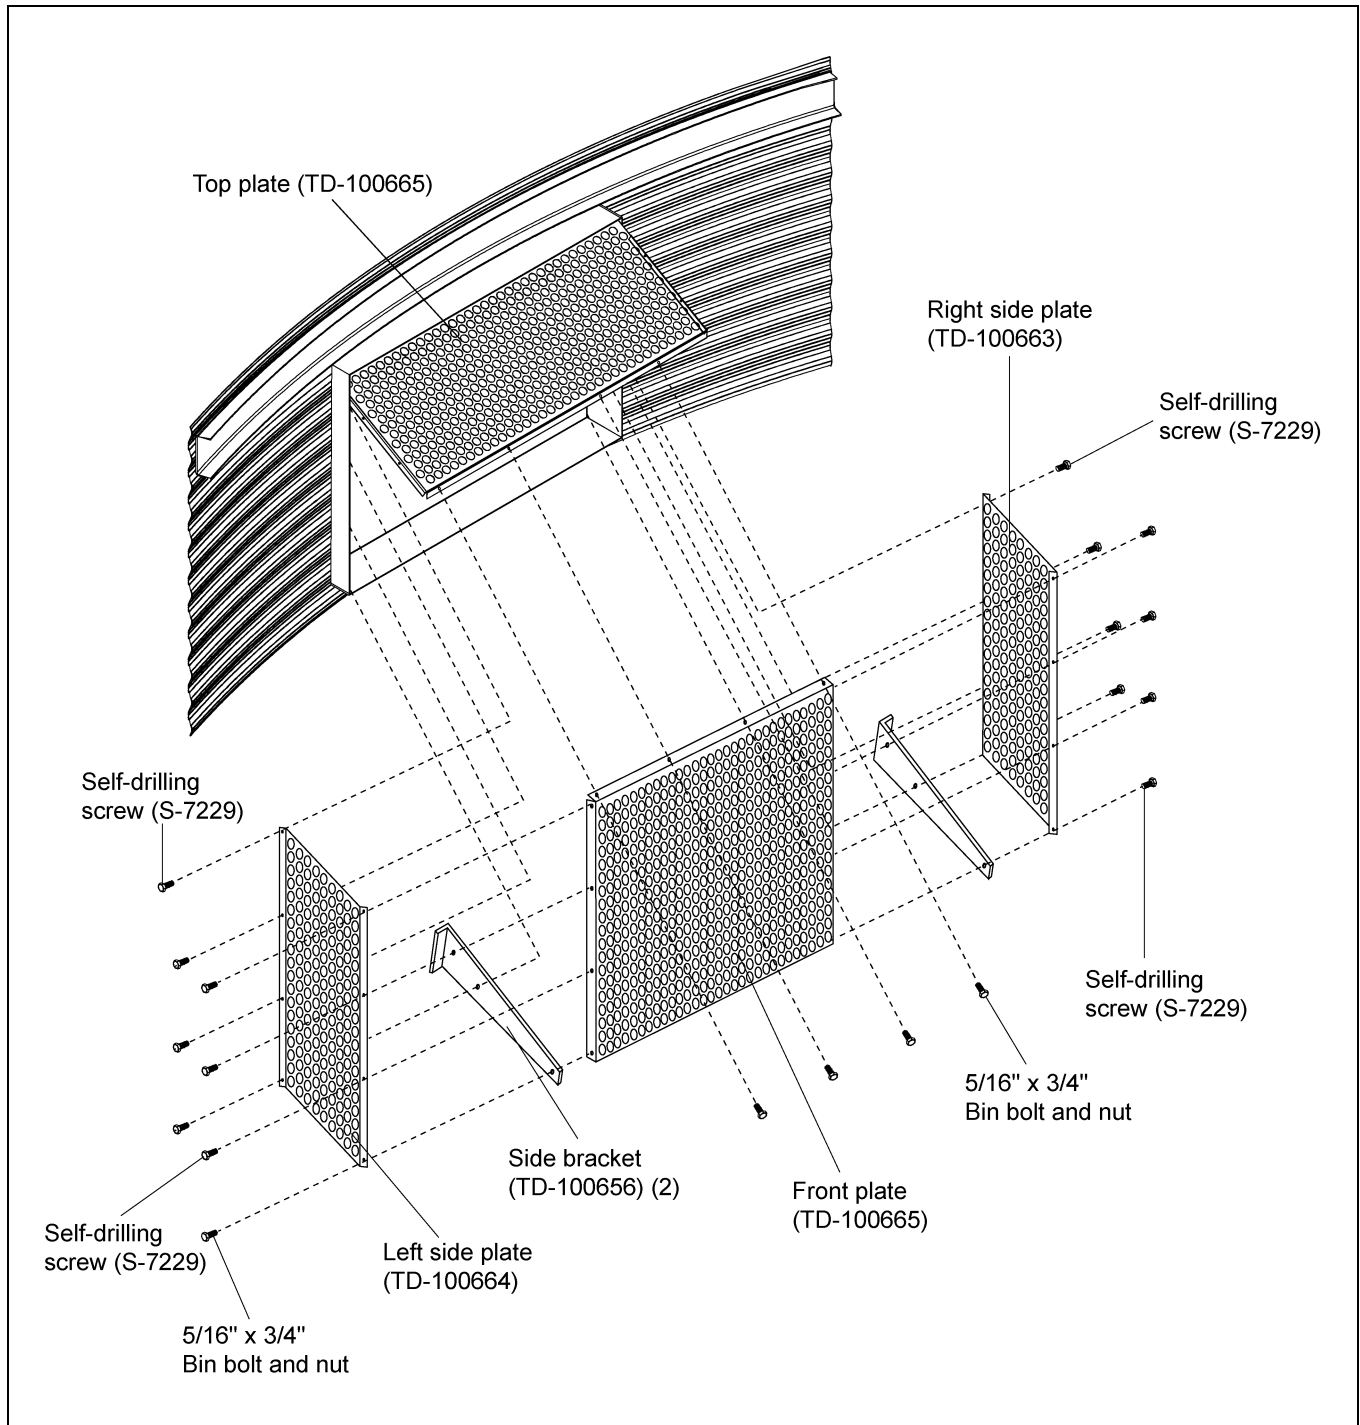 Top plate (TD-100665)
Right side plate
(TD-100663)
Self-drilling
screw (S-7229)
Self-drilling
screw (S-7229)
Self-drilling
screw (S-7229)
5/16" x 3/4"
Bin bolt and nut
Side bracket
(TD-100656) (2)
Front plate
(TD-100665)
Self-drilling
screw (S-7229)
Left side plate
(TD-100664)
5/16" x 3/4"
Bin bolt and nut